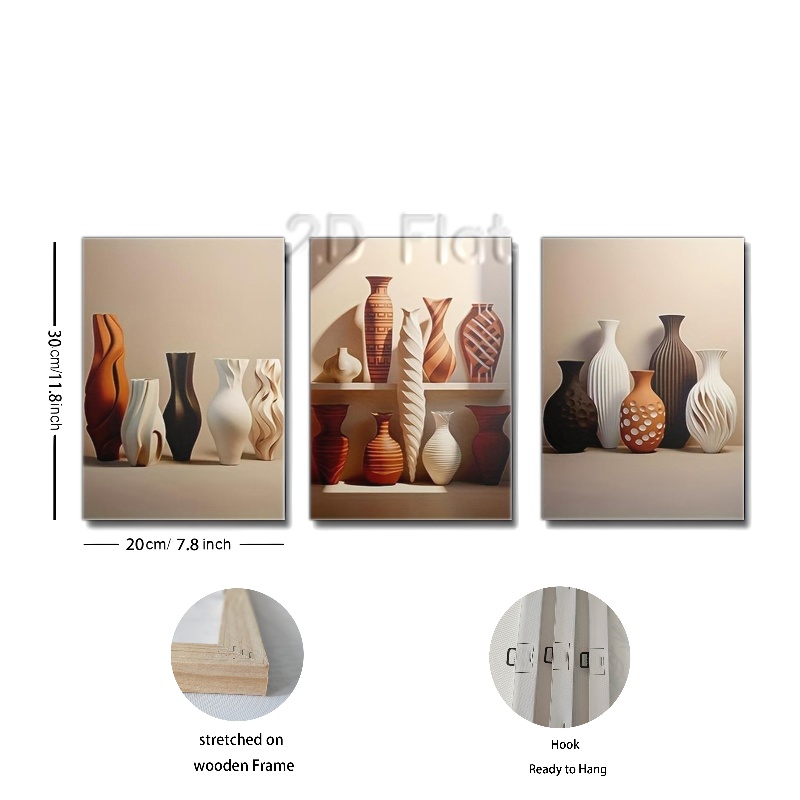 2D Flat
30cm/11.8inch
20cm/ 7.8 inch
stretched on
wooden Frame
Hook
Ready to Hang